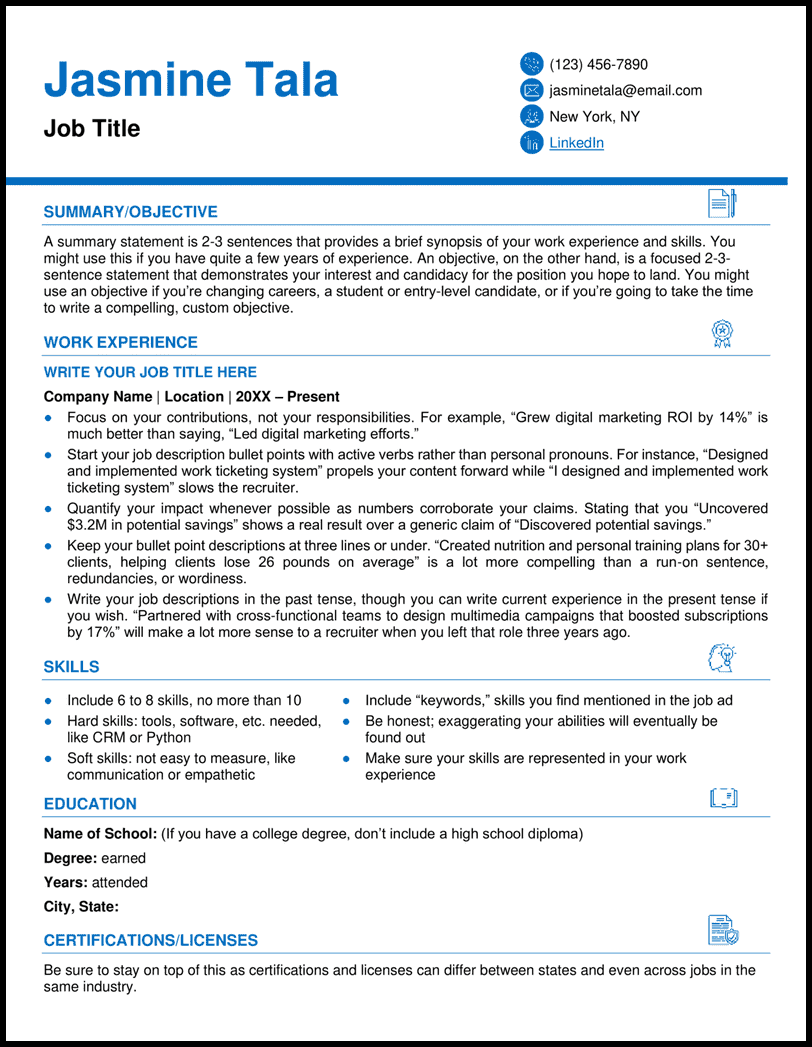 Jasmine Tala
Job Title
(123) 456-7890
jasminetala@email.com
New York, NY
LinkedIn
SUMMARY/OBJECTIVE
A summary statement is 2-3 sentences that provides a brief synopsis of your work experience and skills. You
might use this if you have quite a few years of experience. An objective, on the other hand, is a focused 2-3-
sentence statement that demonstrates your interest and candidacy for the position you hope to land. You might
use an objective if you’re changing careers, a student or entry-level candidate, or if you’re going to take the time
to write a compelling, custom objective.
WORK EXPERIENCE
WRITE YOUR JOB TITLE HERE
Company Name | Location | 20XX – Present
• Focus on your contributions, not your responsibilities. For example, “Grew digital marketing ROI by 14%” is
much better than saying, “Led digital marketing efforts.”
• Start your job description bullet points with active verbs rather than personal pronouns. For instance, “Designed
and implemented work ticketing system” propels your content forward while “I designed and implemented work
ticketing system” slows the recruiter.
• Quantify your impact whenever possible as numbers corroborate your claims. Stating that you “Uncovered
$3.2M in potential savings” shows a real result over a generic claim of “Discovered potential savings.”
• Keep your bullet point descriptions at three lines or under. “Created nutrition and personal training plans for 30+
clients, helping clients lose 26 pounds on average” is a lot more compelling than a run-on sentence,
redundancies, or wordiness.
• Write your job descriptions in the past tense, though you can write current experience in the present tense if
you wish. “Partnered with cross-functional teams to design multimedia campaigns that boosted subscriptions
by 17%” will make a lot more sense to a recruiter when you left that role three years ago.
SKILLS
• Include 6 to 8 skills, no more than 10
• Hard skills: tools, software, etc. needed,
like CRM or Python
• Soft skills: not easy to measure, like
communication or empathetic
• Include “keywords,” skills you find mentioned in the job ad
• Be honest; exaggerating your abilities will eventually be
found out
• Make sure your skills are represented in your work
experience
EDUCATION
Name of School: (If you have a college degree, don’t include a high school diploma)
Degree: earned
Years: attended
City, State:
CERTIFICATIONS/LICENSES
Be sure to stay on top of this as certifications and licenses can differ between states and even across jobs in the
same industry.